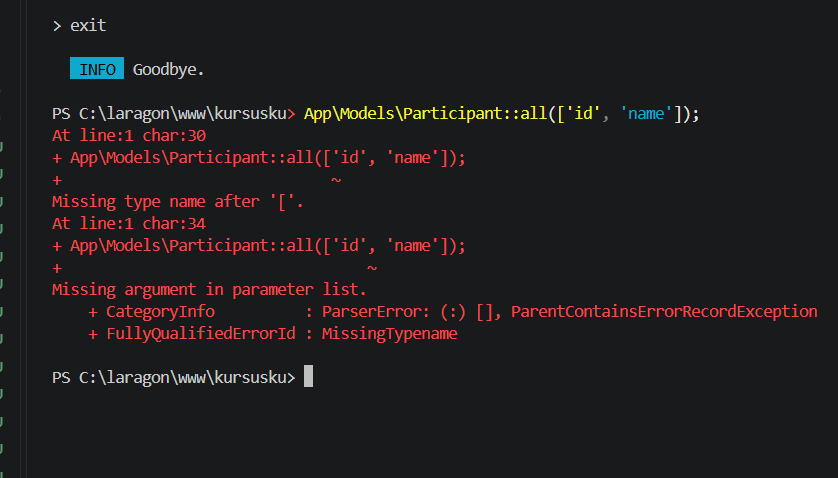 > exit
INFO Goodbye.
PS C:\laragon\www\kursusku> App\Models\Participant::all(['id', 'name']);
At line:1 char:30
+ App\Models\Participant::all(['id', 'name']);
+                              ~
Missing type name after '['.
At line:1 char:34
+ App\Models\Participant::all(['id', 'name']);
+                                  ~
Missing argument in parameter list.
    + CategoryInfo          : ParserError: (:) [], ParentContainsErrorRecordException
    + FullyQualifiedErrorId : MissingTypename
PS C:\laragon\www\kursusku>